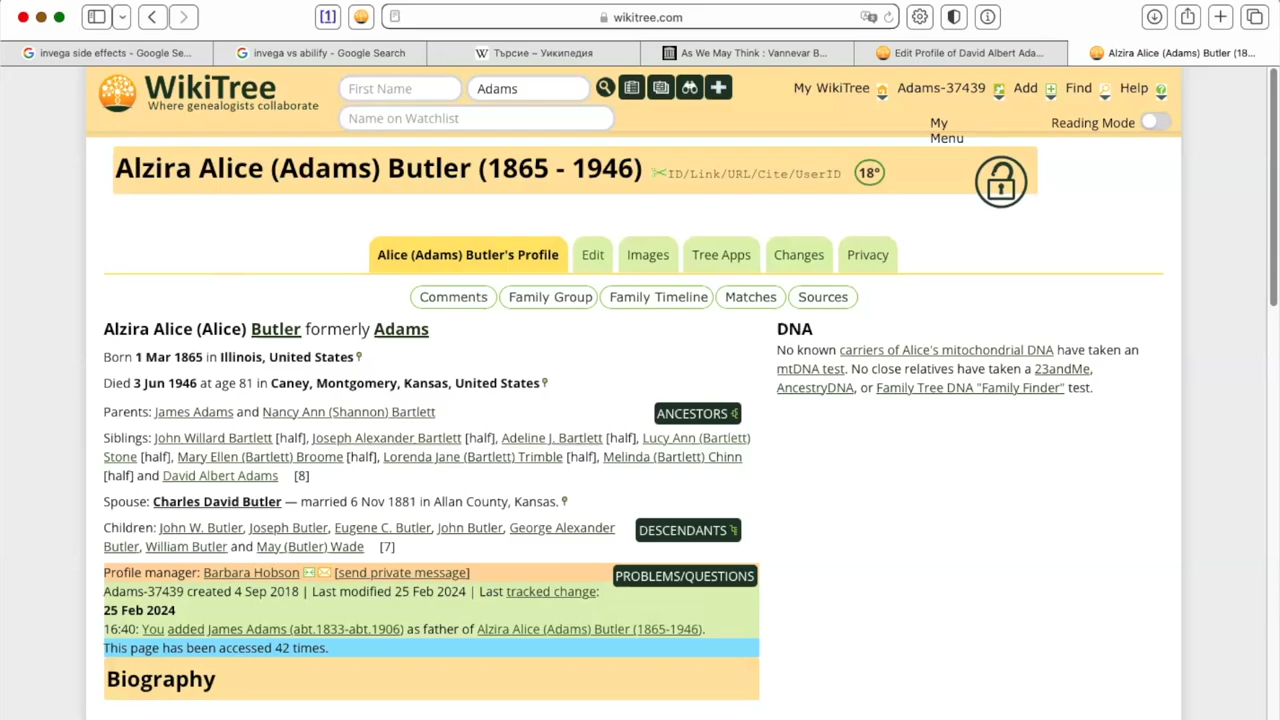 [1]
wikitree.com
invega side effects - Google Se...
invega vs abilify - Google Search
W Търсие – Уикипедия
As We May Think : Vannevar B...
Edit Profile of David Albert Ada...
Alzira Alice (Adams) Butler (18...
WikiTree
Where genealogists collaborate
First Name
Adams
Name on Watchlist
My WikiTree
Adams-37439
Add
Find
Help
My
Menu
Reading Mode
Alzira Alice (Adams) Butler (1865 - 1946)
ID/Link/URL/Cite/UserID
18°
Alice (Adams) Butler's Profile
Edit
Images
Tree Apps
Changes
Privacy
Comments
Family Group
Family Timeline
Matches
Sources
Alzira Alice (Alice) Butler formerly Adams
Born 1 Mar 1865 in Illinois, United States
Died 3 Jun 1946 at age 81 in Caney, Montgomery, Kansas, United States
Parents: James Adams and Nancy Ann (Shannon) Bartlett
ANCESTORS
Siblings: John Willard Bartlett [half], Joseph Alexander Bartlett [half], Adeline J. Bartlett [half], Lucy Ann (Bartlett)
Stone [half], Mary Ellen (Bartlett) Broome [half], Lorenda Jane (Bartlett) Trimble [half], Melinda (Bartlett) Chinn
[half] and David Albert Adams [8]
Spouse: Charles David Butler — married 6 Nov 1881 in Allan County, Kansas.
Children: John W. Butler, Joseph Butler, Eugene C. Butler, John Butler, George Alexander
Butler, William Butler and May (Butler) Wade [7]
DESCENDANTS
Profile manager: Barbara Hobson [send private message]
PROBLEMS/QUESTIONS
Adams-37439 created 4 Sep 2018 | Last modified 25 Feb 2024 | Last tracked change:
25 Feb 2024
16:40: You added James Adams (abt.1833-abt.1906) as father of Alzira Alice (Adams) Butler (1865-1946).
This page has been accessed 42 times.
Biography
DNA
No known carriers of Alice's mitochondrial DNA have taken an
mtDNA test. No close relatives have taken a 23andMe,
AncestryDNA, or Family Tree DNA "Family Finder" test.